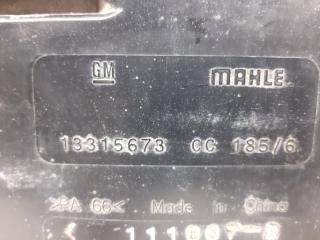 GM MAHLE
13315673 CC 185/6
>PA 66< Made in China